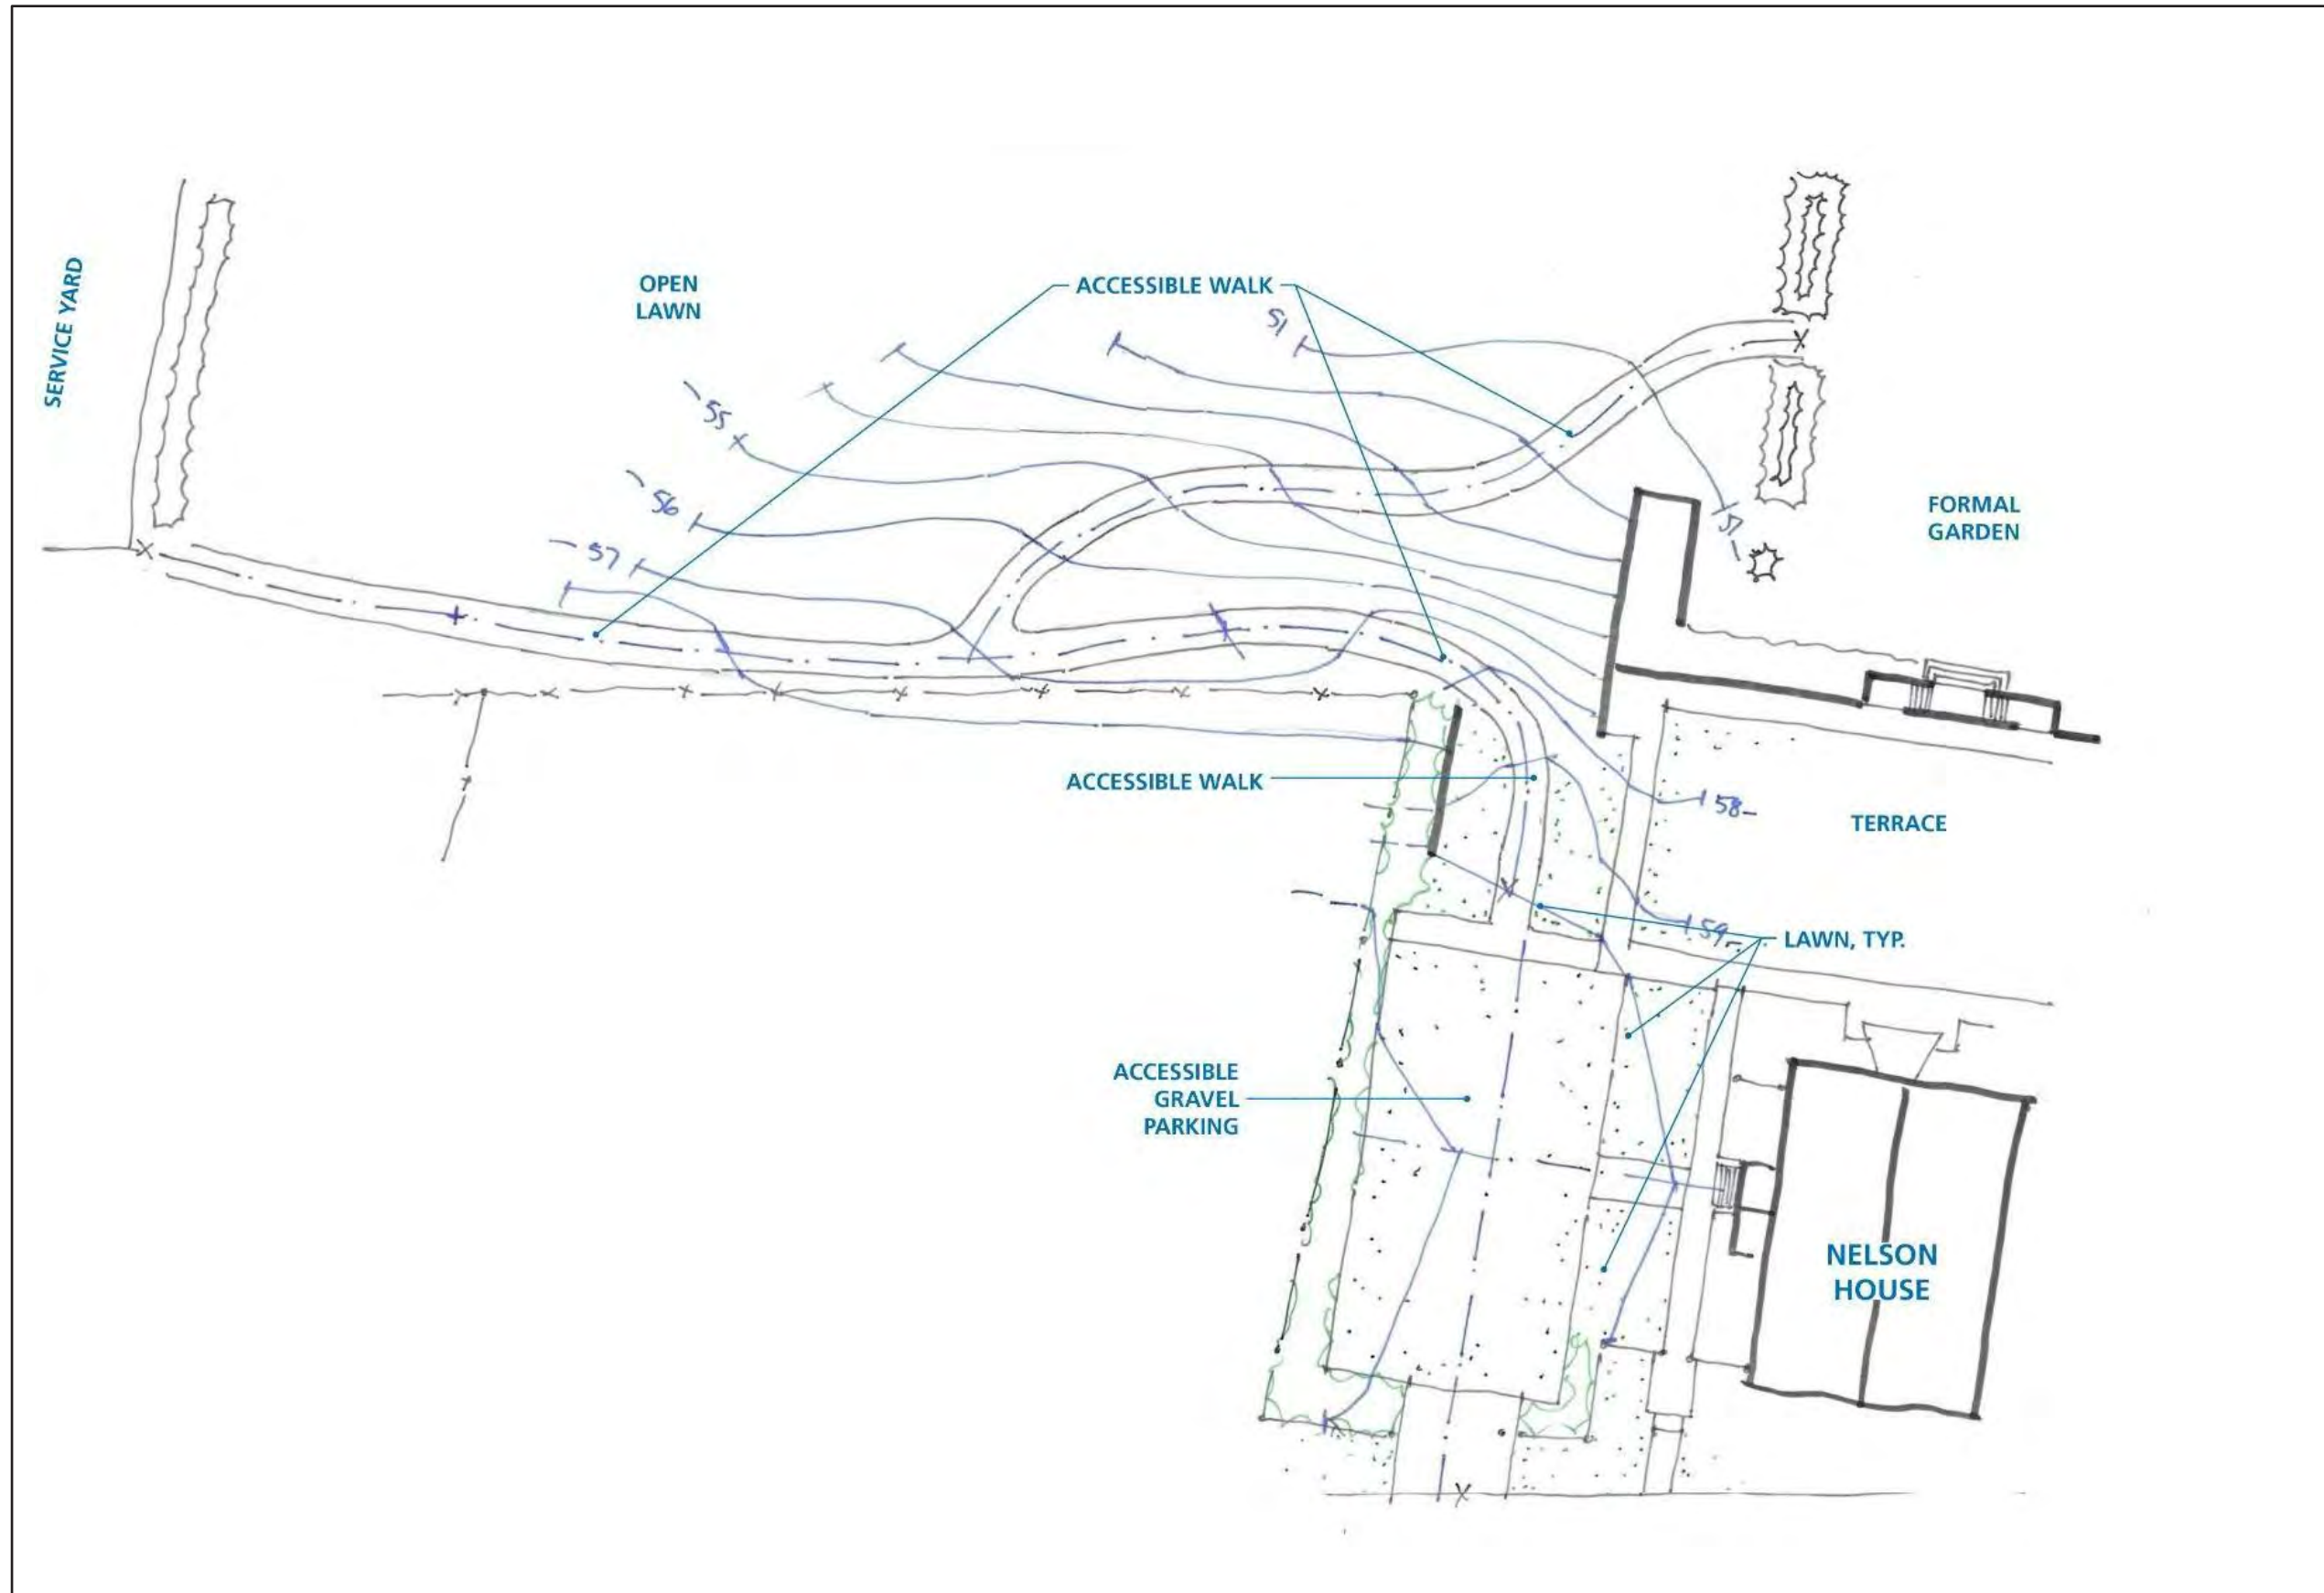 SERVICE YARD
OPEN
LAWN
ACCESSIBLE WALK
51
55
56
57
FORMAL
GARDEN
51
ACCESSIBLE WALK
58
TERRACE
59
LAWN, TYP.
ACCESSIBLE
GRAVEL
PARKING
NELSON
HOUSE